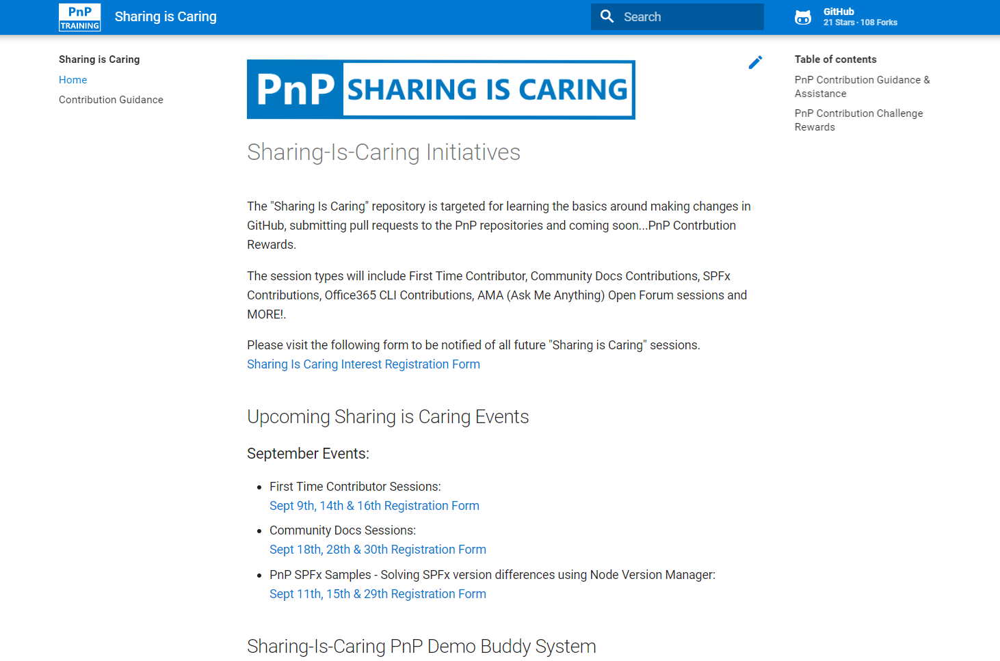 PnP
TRAINING
Sharing is Caring
Search
GitHub
21 Stars · 108 Forks
Sharing is Caring
Home
Contribution Guidance
PnP SHARING IS CARING
Sharing-Is-Caring Initiatives
The "Sharing Is Caring" repository is targeted for learning the basics around making changes in
GitHub, submitting pull requests to the PnP repositories and coming soon...PnP Contrbution
Rewards.
The session types will include First Time Contributor, Community Docs Contributions, SPFx
Contributions, Office365 CLI Contributions, AMA (Ask Me Anything) Open Forum sessions and
MORE!.
Please visit the following form to be notified of all future "Sharing is Caring" sessions.
Sharing Is Caring Interest Registration Form
Upcoming Sharing is Caring Events
September Events:
• First Time Contributor Sessions:
Sept 9th, 14th & 16th Registration Form
• Community Docs Sessions:
Sept 18th, 28th & 30th Registration Form
• PnP SPFx Samples - Solving SPFx version differences using Node Version Manager:
Sept 11th, 15th & 29th Registration Form
Sharing-Is-Caring PnP Demo Buddy System
Table of contents
PnP Contribution Guidance &
Assistance
PnP Contribution Challenge
Rewards